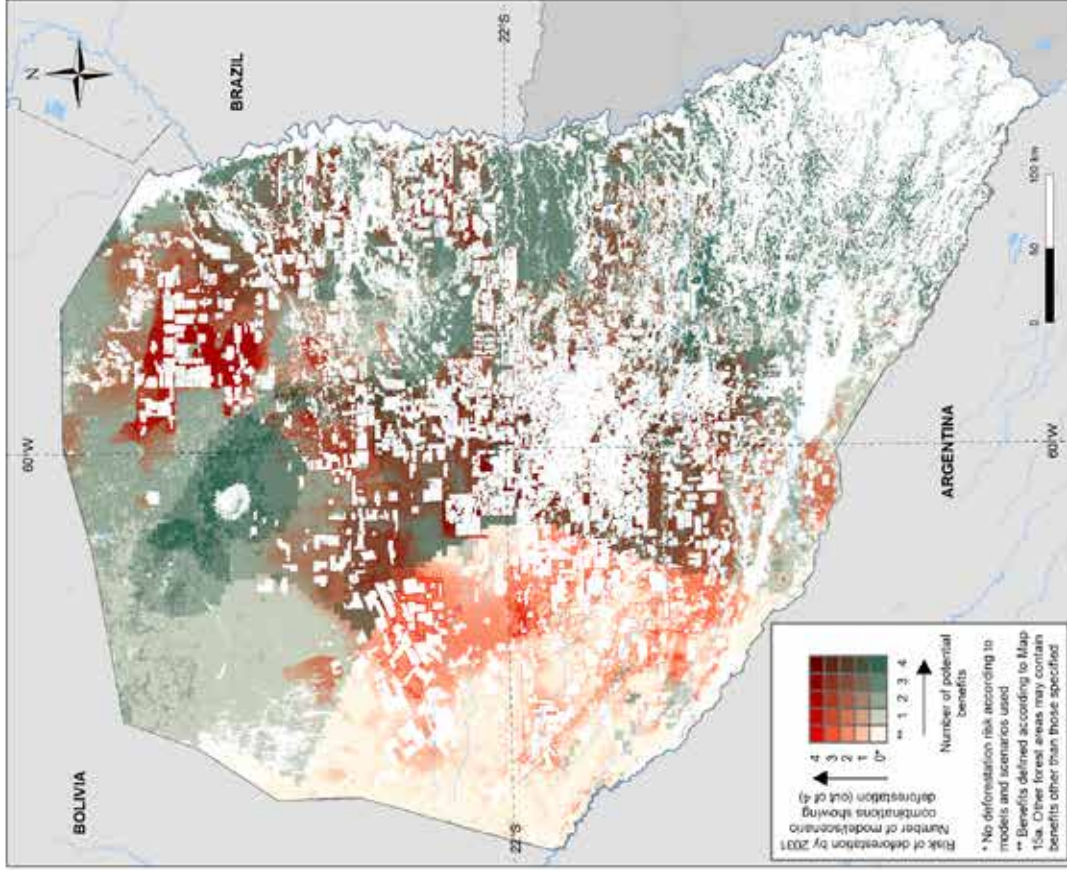 N
22°S
BRAZIL
BOLIVIA
60°W
100 km
50
0
22°S
ARGENTINA
60°W
Risk of deforestation by 2031
Number of model/scenario
combinations showing
deforestation (out of 4)
4
3
2
1
0*
** 1 2 3 4
Number of potential
benefits
* No deforestation risk according to
models and scenarios used
** Benefits defined according to Map
15a. Other forest areas may contain
benefits other than those specified